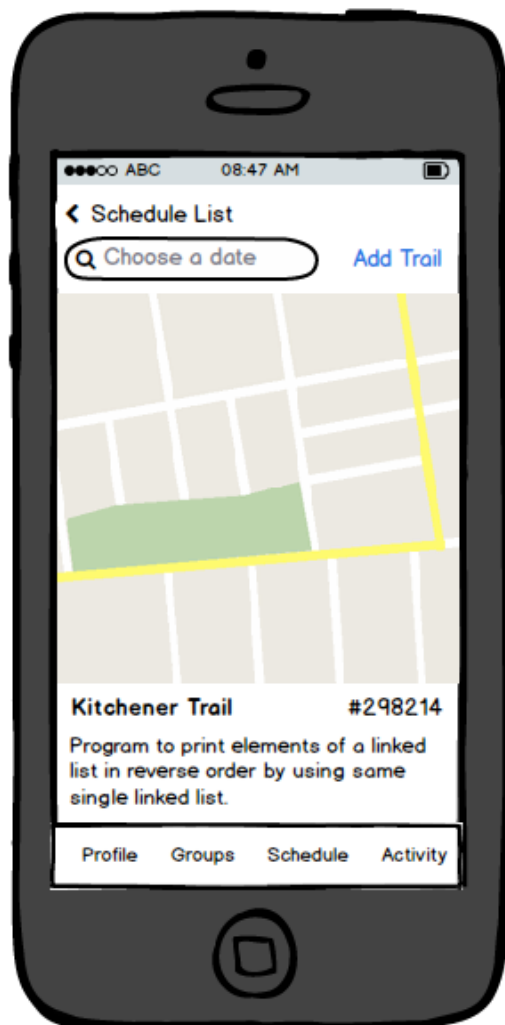 ABC 08:47 AM
Schedule List
Choose a date Add Trail
Kitchener Trail #298214
Program to print elements of a linked
list in reverse order by using same
single linked list.
Profile Groups Schedule Activity